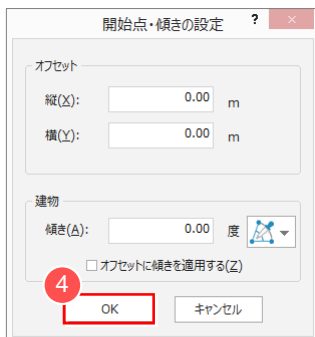 開始点・傾きの設定 ? ×
オフセット
縦(X): 0.00 m
横(Y): 0.00 m
建物
傾き(A): 0.00 度
オフセットに傾きを適用する(Z)
4
OK キャンセル